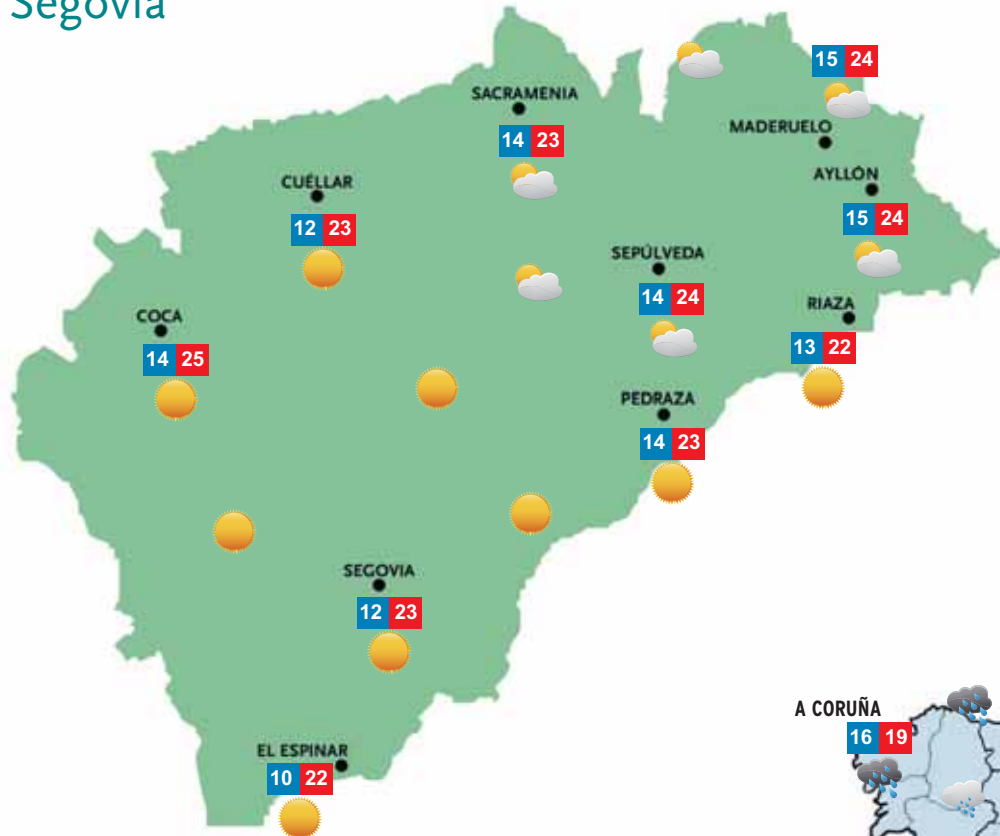 Segovia
15 24
SACRAMENIA
14 23
MADERUELO
AYLLÓN
15 24
CUÉLLAR
12 23
SEPÚLVEDA
14 24
RIAZA
13 22
COCA
14 25
PEDRAZA
14 23
SEGOVIA
12 23
A CORUÑA
16 19
EL ESPINAR
10 22